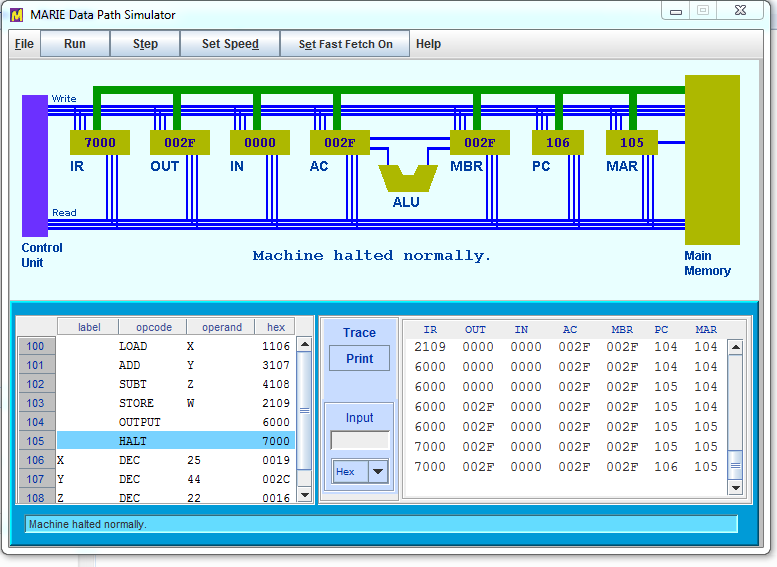 MARIE Data Path Simulator
File Run Step Set Speed Set Fast Fetch On Help
Write
7000 002F 0000 002F 002F 106 105
IR OUT IN AC MBR PC MAR
ALU
Read
Control
Unit
Machine halted normally.
Main
Memory
label opcode operand hex
100 LOAD X 1106
101 ADD Y 3107
102 SUBT Z 4108
103 STORE W 2109
104 OUTPUT 6000
105 HALT 7000
106 X DEC 25 0019
107 Y DEC 44 002C
108 Z DEC 22 0016
Trace
Print
Input
Hex
IR OUT IN AC MBR PC MAR
2109 0000 0000 002F 002F 104 104
6000 0000 0000 002F 002F 104 104
6000 0000 0000 002F 002F 105 104
6000 002F 0000 002F 002F 105 104
6000 002F 0000 002F 002F 105 105
7000 002F 0000 002F 002F 105 105
7000 002F 0000 002F 002F 106 105
Machine halted normally.